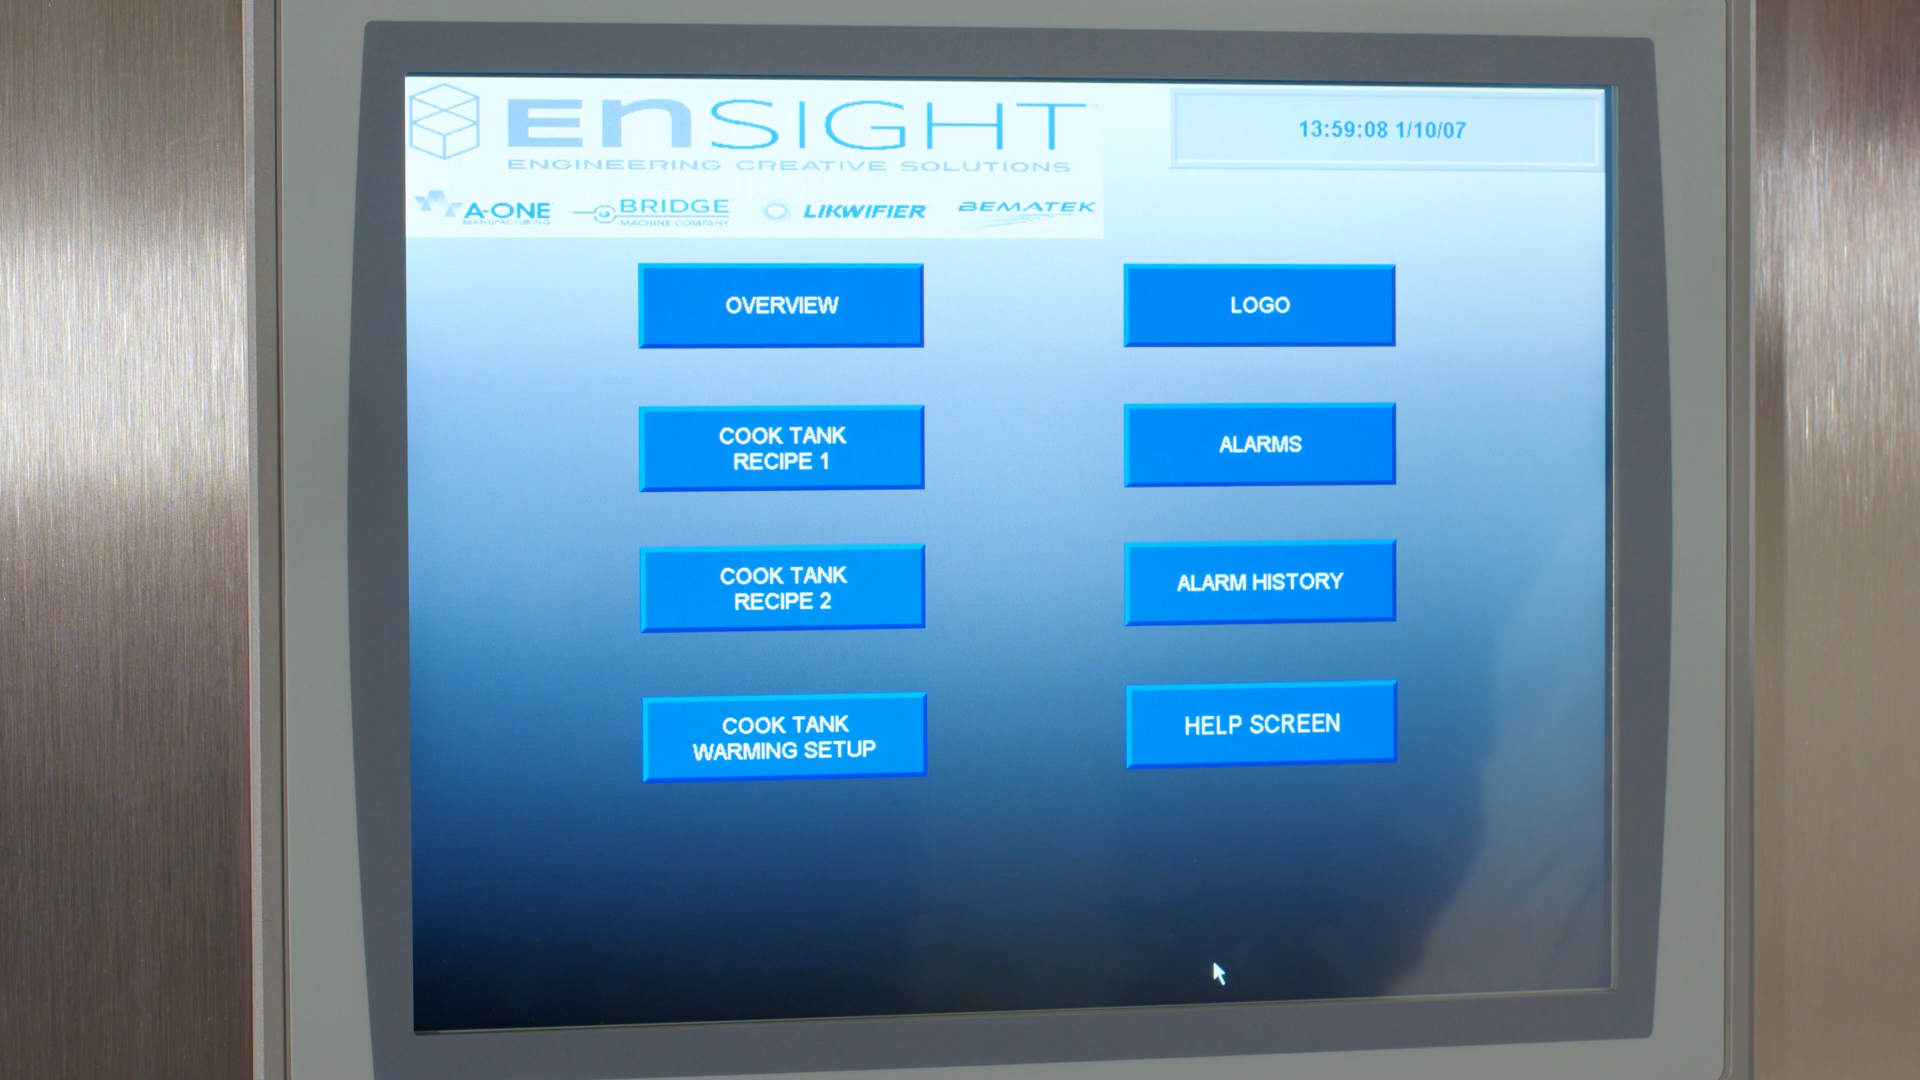 EnSIGHT
ENGINEERING CREATIVE SOLUTIONS
A-ONE
MANUFACTURING
BRIDGE
MACHINE COMPANY
LIKWIFIER
BEMATEK
13:59:08 1/10/07
OVERVIEW
LOGO
COOK TANK
RECIPE 1
ALARMS
COOK TANK
RECIPE 2
ALARM HISTORY
COOK TANK
WARMING SETUP
HELP SCREEN